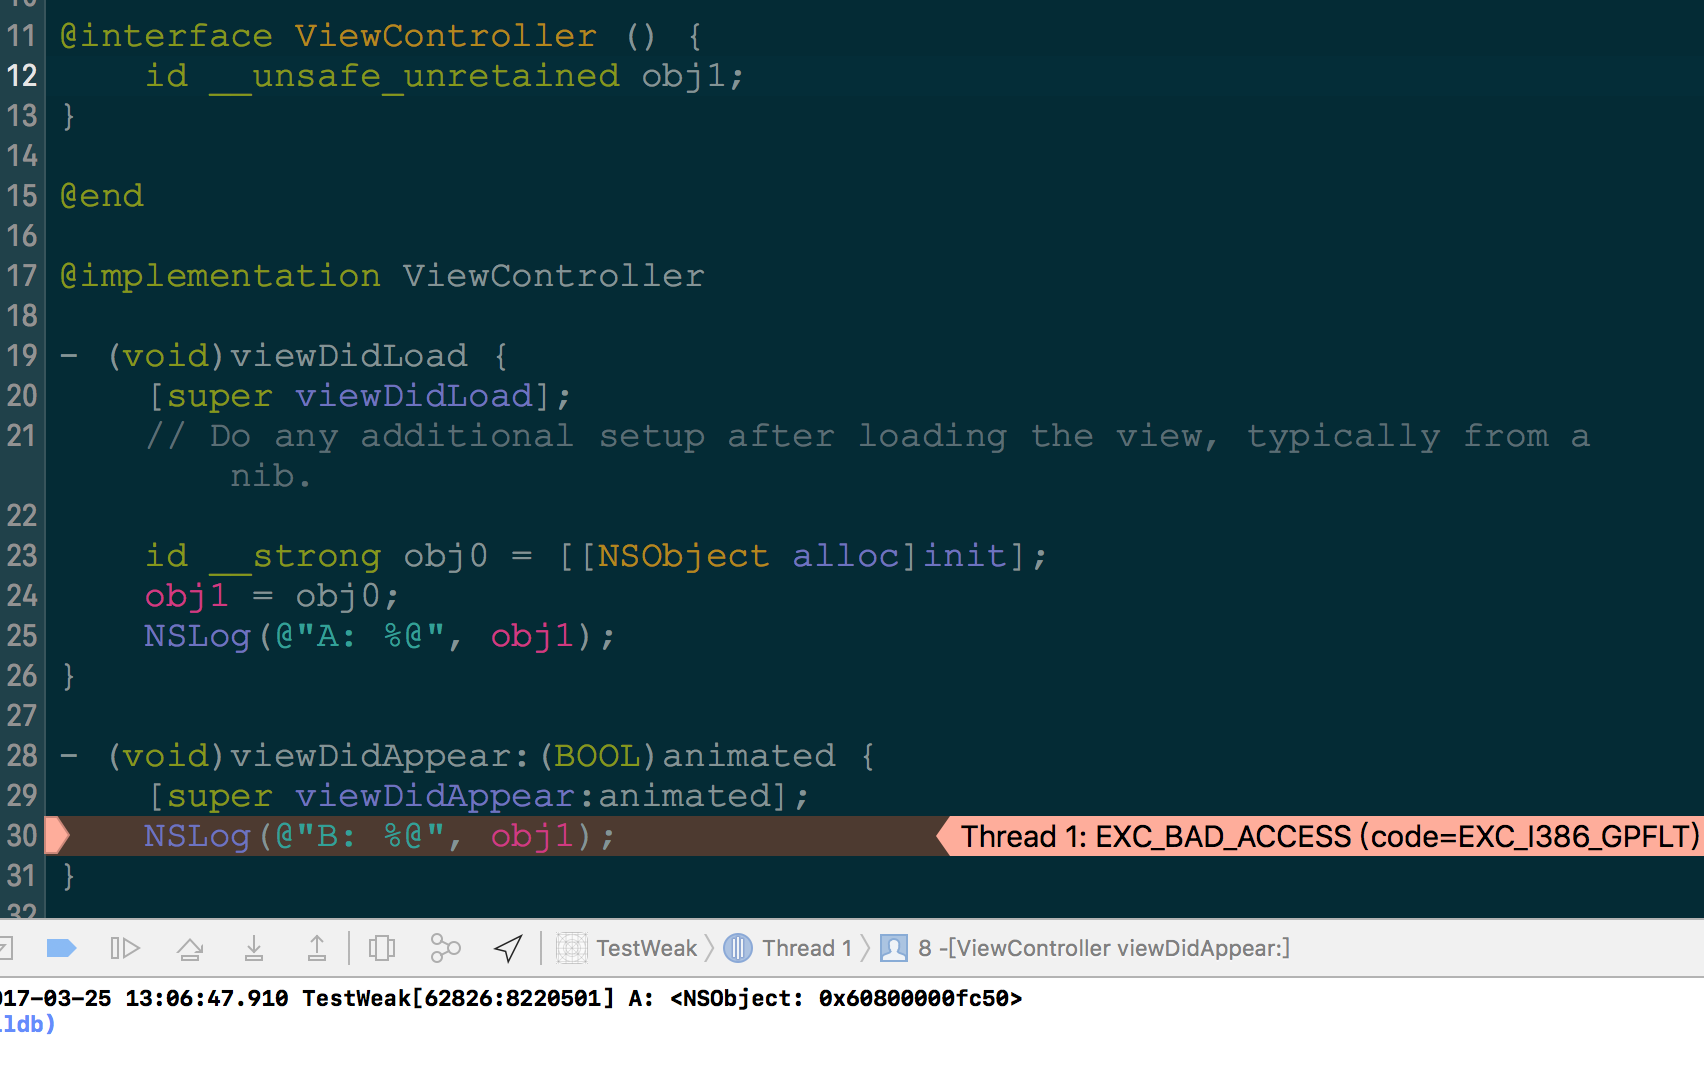 11 @interface ViewController () {
12 id __unsafe_unretained obj1;
13 }
14
15 @end
16
17 @implementation ViewController
18
19 - (void)viewDidLoad {
20 [super viewDidLoad];
21 // Do any additional setup after loading the view, typically from a
nib.
22
23 id __strong obj0 = [[NSObject alloc]init];
24 obj1 = obj0;
25 NSLog(@"A: %@", obj1);
26 }
27
28 - (void)viewDidAppear:(BOOL)animated {
29 [super viewDidAppear:animated];
30 NSLog(@"B: %@", obj1); Thread 1: EXC_BAD_ACCESS (code=EXC_I386_GPFLT)
31 }
32
TestWeak Thread 1 8 -[ViewController viewDidAppear:]
017-03-25 13:06:47.910 TestWeak[62826:8220501] A: <NSObject: 0x60800000fc50>
lldb)